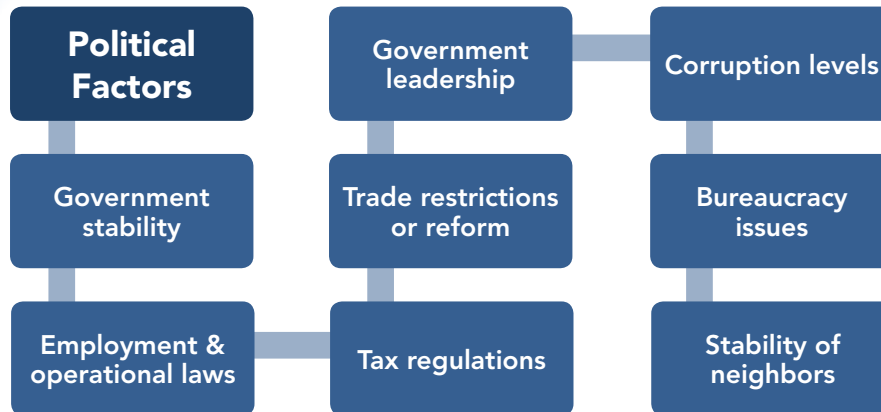 Political
Factors
Government
stability
Employment &
operational laws
Tax regulations
Trade restrictions
or reform
Government
leadership
Corruption levels
Bureaucracy
issues
Stability of
neighbors